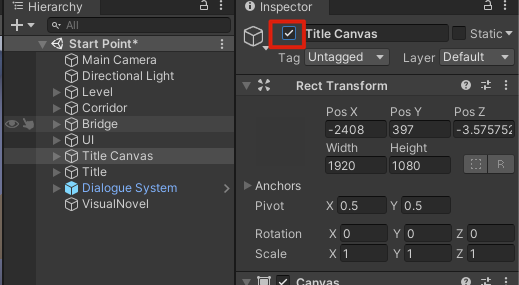 Hierarchy
All
Start Point*
Main Camera
Directional Light
Level
Corridor
Bridge
UI
Title Canvas
Title
Dialogue System
VisualNovel
Inspector
Title Canvas Static
Tag Untagged Layer Default
Rect Transform
Pos X Pos Y Pos Z
-2408 397 -3.575752
Width Height
1920 1080 R
Anchors
Pivot X 0.5 Y 0.5
Rotation X 0 Y 0 Z 0
Scale X 1 Y 1 Z 1
Canvas